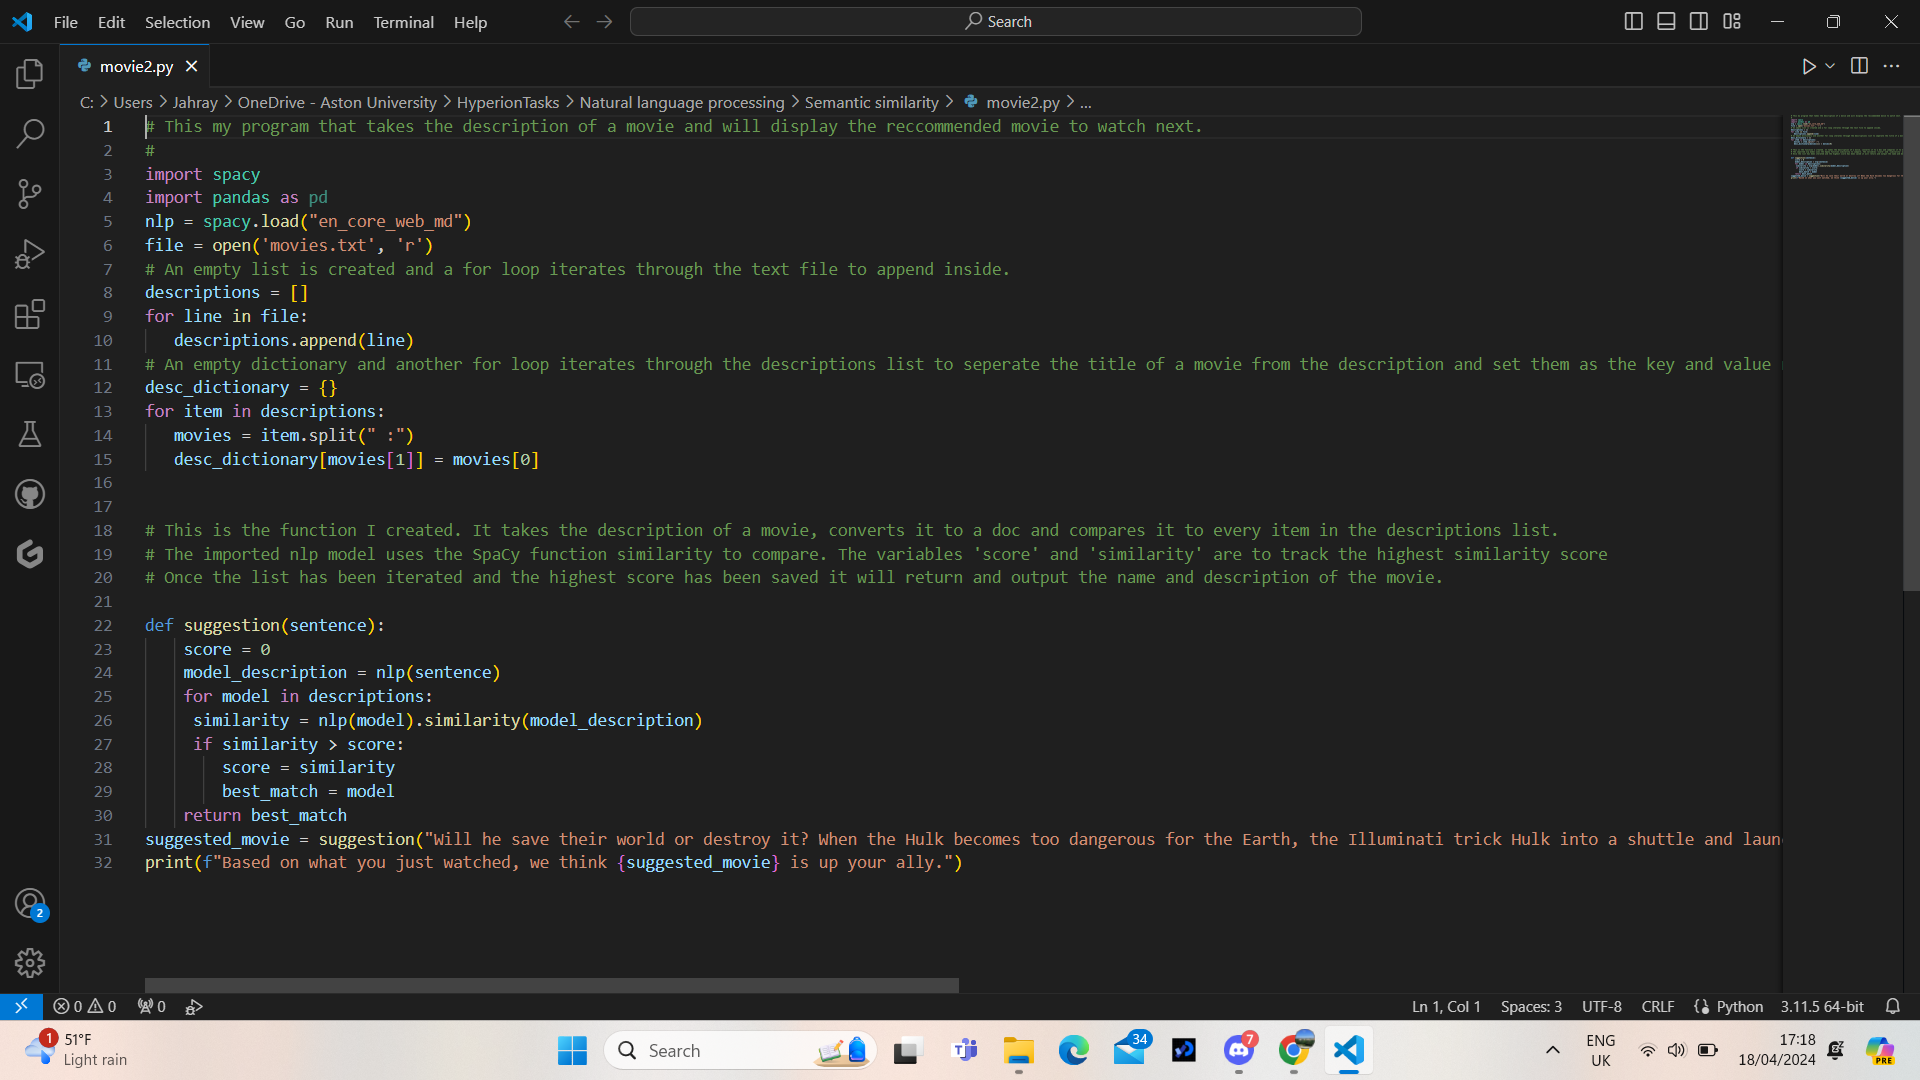 File Edit Selection View Go Run Terminal Help Search
movie2.py
C: > Users > Jahray > OneDrive - Aston University > HyperionTasks > Natural language processing > Semantic similarity > movie2.py > ...
1 # This my program that takes the description of a movie and will display the reccommended movie to watch next.
2 #
3 import spacy
4 import pandas as pd
5 nlp = spacy.load("en_core_web_md")
6 file = open('movies.txt', 'r')
7 # An empty list is created and a for loop iterates through the text file to append inside.
8 descriptions = []
9 for line in file:
10 descriptions.append(line)
11 # An empty dictionary and another for loop iterates through the descriptions list to seperate the title of a movie from the description and set them as the key and value
12 desc_dictionary = {}
13 for item in descriptions:
14 movies = item.split(" :")
15 desc_dictionary[movies[1]] = movies[0]
16
17
18 # This is the function I created. It takes the description of a movie, converts it to a doc and compares it to every item in the descriptions list.
19 # The imported nlp model uses the SpaCy function similarity to compare. The variables 'score' and 'similarity' are to track the highest similarity score
20 # Once the list has been iterated and the highest score has been saved it will return and output the name and description of the movie.
21
22 def suggestion(sentence):
23 score = 0
24 model_description = nlp(sentence)
25 for model in descriptions:
26 similarity = nlp(model).similarity(model_description)
27 if similarity > score:
28 score = similarity
29 best_match = model
30 return best_match
31 suggested_movie = suggestion("Will he save their world or destroy it? When the Hulk becomes too dangerous for the Earth, the Illuminati trick Hulk into a shuttle and laun
32 print(f"Based on what you just watched, we think {suggested_movie} is up your ally.")
2
0 0 0 Ln 1, Col 1 Spaces: 3 UTF-8 CRLF Python 3.11.5 64-bit
1 51°F
Light rain
Search 34 7
ENG
UK
17:18
18/04/2024
PRE